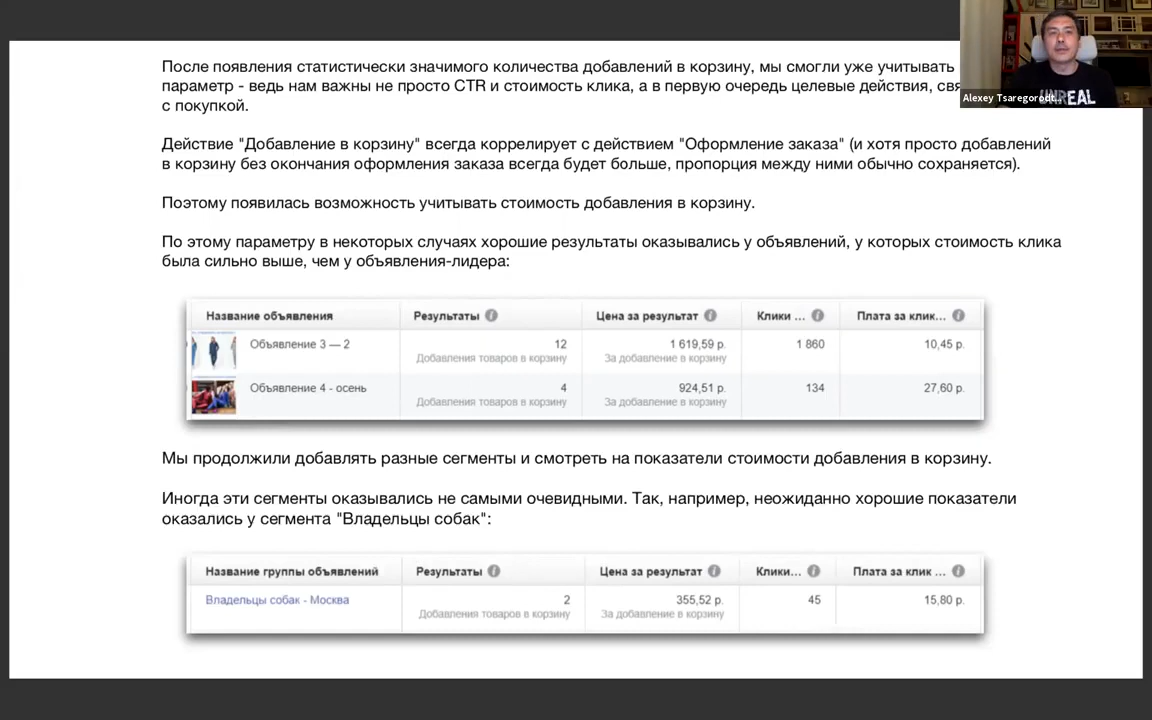 После появления статистически значимого количества добавлений в корзину, мы смогли уже учитывать
параметр - ведь нам важны не просто CTR и стоимость клика, а в первую очередь целевые действия,
с покупкой.
Alexey Tsaregorodt...
UNREAL
Действие "Добавление в корзину" всегда коррелирует с действием "Оформление заказа" (и хотя просто добавлений
в корзину без окончания оформления заказа всегда будет больше, пропорция между ними обычно сохраняется).
Поэтому появилась возможность учитывать стоимость добавления в корзину.
По этому параметру в некоторых случаях хорошие результаты оказывались у объявлений, у которых стоимость клика
была сильно выше, чем у объявления-лидера:
Название объявления Результаты Цена за результат Клики ... Плата за клик...
Объявление 3 — 2 12 1 619,59 р. 1 860 10,45 р.
Добавления товаров в корзину За добавление в корзину
Объявление 4 - осень 4 924,51 р. 134 27,60 р.
Добавления товаров в корзину За добавление в корзину
Мы продолжили добавлять разные сегменты и смотреть на показатели стоимости добавления в корзину.
Иногда эти сегменты оказывались не самыми очевидными. Так, например, неожиданно хорошие показатели
оказались у сегмента "Владельцы собак":
Название группы объявлений Результаты Цена за результат Клики... Плата за клик ...
Владельцы собак - Москва 2 355,52 р. 45 15,80 р.
Добавления товаров в корзину За добавление в корзину